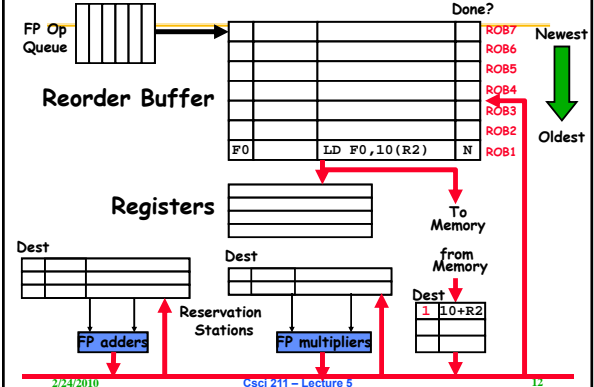 Done?
FP Op
Queue
ROB7
ROB6
ROB5
ROB4
ROB3
ROB2
ROB1
Newest
Oldest
Reorder Buffer
F0 LD F0,10(R2) N
Registers
To
Memory
from
Memory
Dest
Dest
Dest
1 10+R2
Reservation
Stations
FP adders
FP multipliers
2/24/2010 Csci 211 – Lecture 5 12